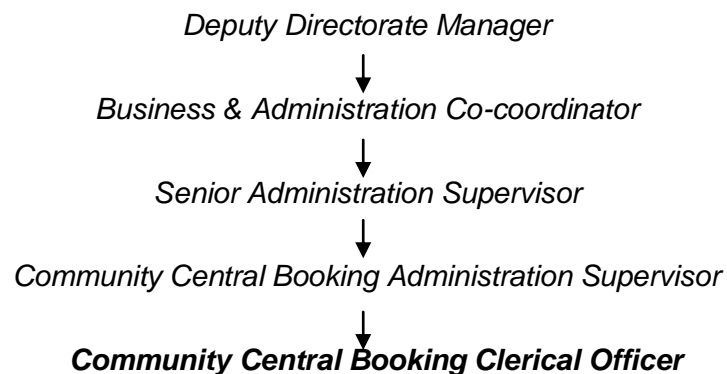 Deputy Directorate Manager
Business & Administration Co-coordinator
Senior Administration Supervisor
Community Central Booking Administration Supervisor
Community Central Booking Clerical Officer